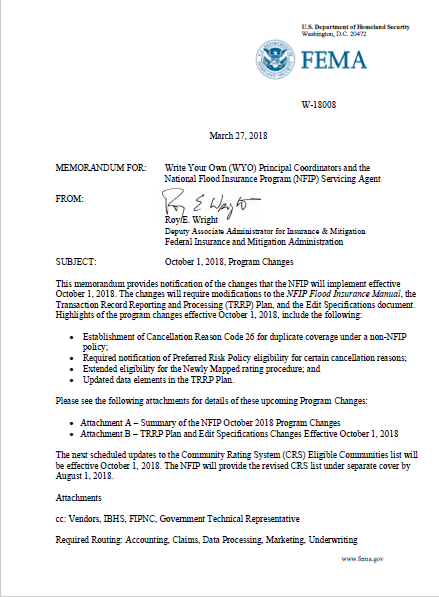 U.S. Department of Homeland Security
Washington, D.C. 20472
FEMA
W-18008
March 27, 2018
MEMORANDUM FOR: Write Your Own (WYO) Principal Coordinators and the
National Flood Insurance Program (NFIP) Servicing Agent
FROM: Roy E Wright
Roy E. Wright
Deputy Associate Administrator for Insurance & Mitigation
Federal Insurance and Mitigation Administration
SUBJECT: October 1, 2018, Program Changes
This memorandum provides notification of the changes that the NFIP will implement effective
October 1, 2018. The changes will require modifications to the NFIP Flood Insurance Manual, the
Transaction Record Reporting and Processing (TRRP) Plan, and the Edit Specifications document.
Highlights of the program changes effective October 1, 2018, include the following:
• Establishment of Cancellation Reason Code 26 for duplicate coverage under a non-NFIP
policy;
• Required notification of Preferred Risk Policy eligibility for certain cancellation reasons;
• Extended eligibility for the Newly Mapped rating procedure; and
• Updated data elements in the TRRP Plan.
Please see the following attachments for details of these upcoming Program Changes:
• Attachment A – Summary of the NFIP October 2018 Program Changes
• Attachment B – TRRP Plan and Edit Specifications Changes Effective October 1, 2018
The next scheduled updates to the Community Rating System (CRS) Eligible Communities list will
be effective October 1, 2018. The NFIP will provide the revised CRS list under separate cover by
August 1, 2018.
Attachments
cc: Vendors, IBHS, FIPNC, Government Technical Representative
Required Routing: Accounting, Claims, Data Processing, Marketing, Underwriting
www.fema.gov